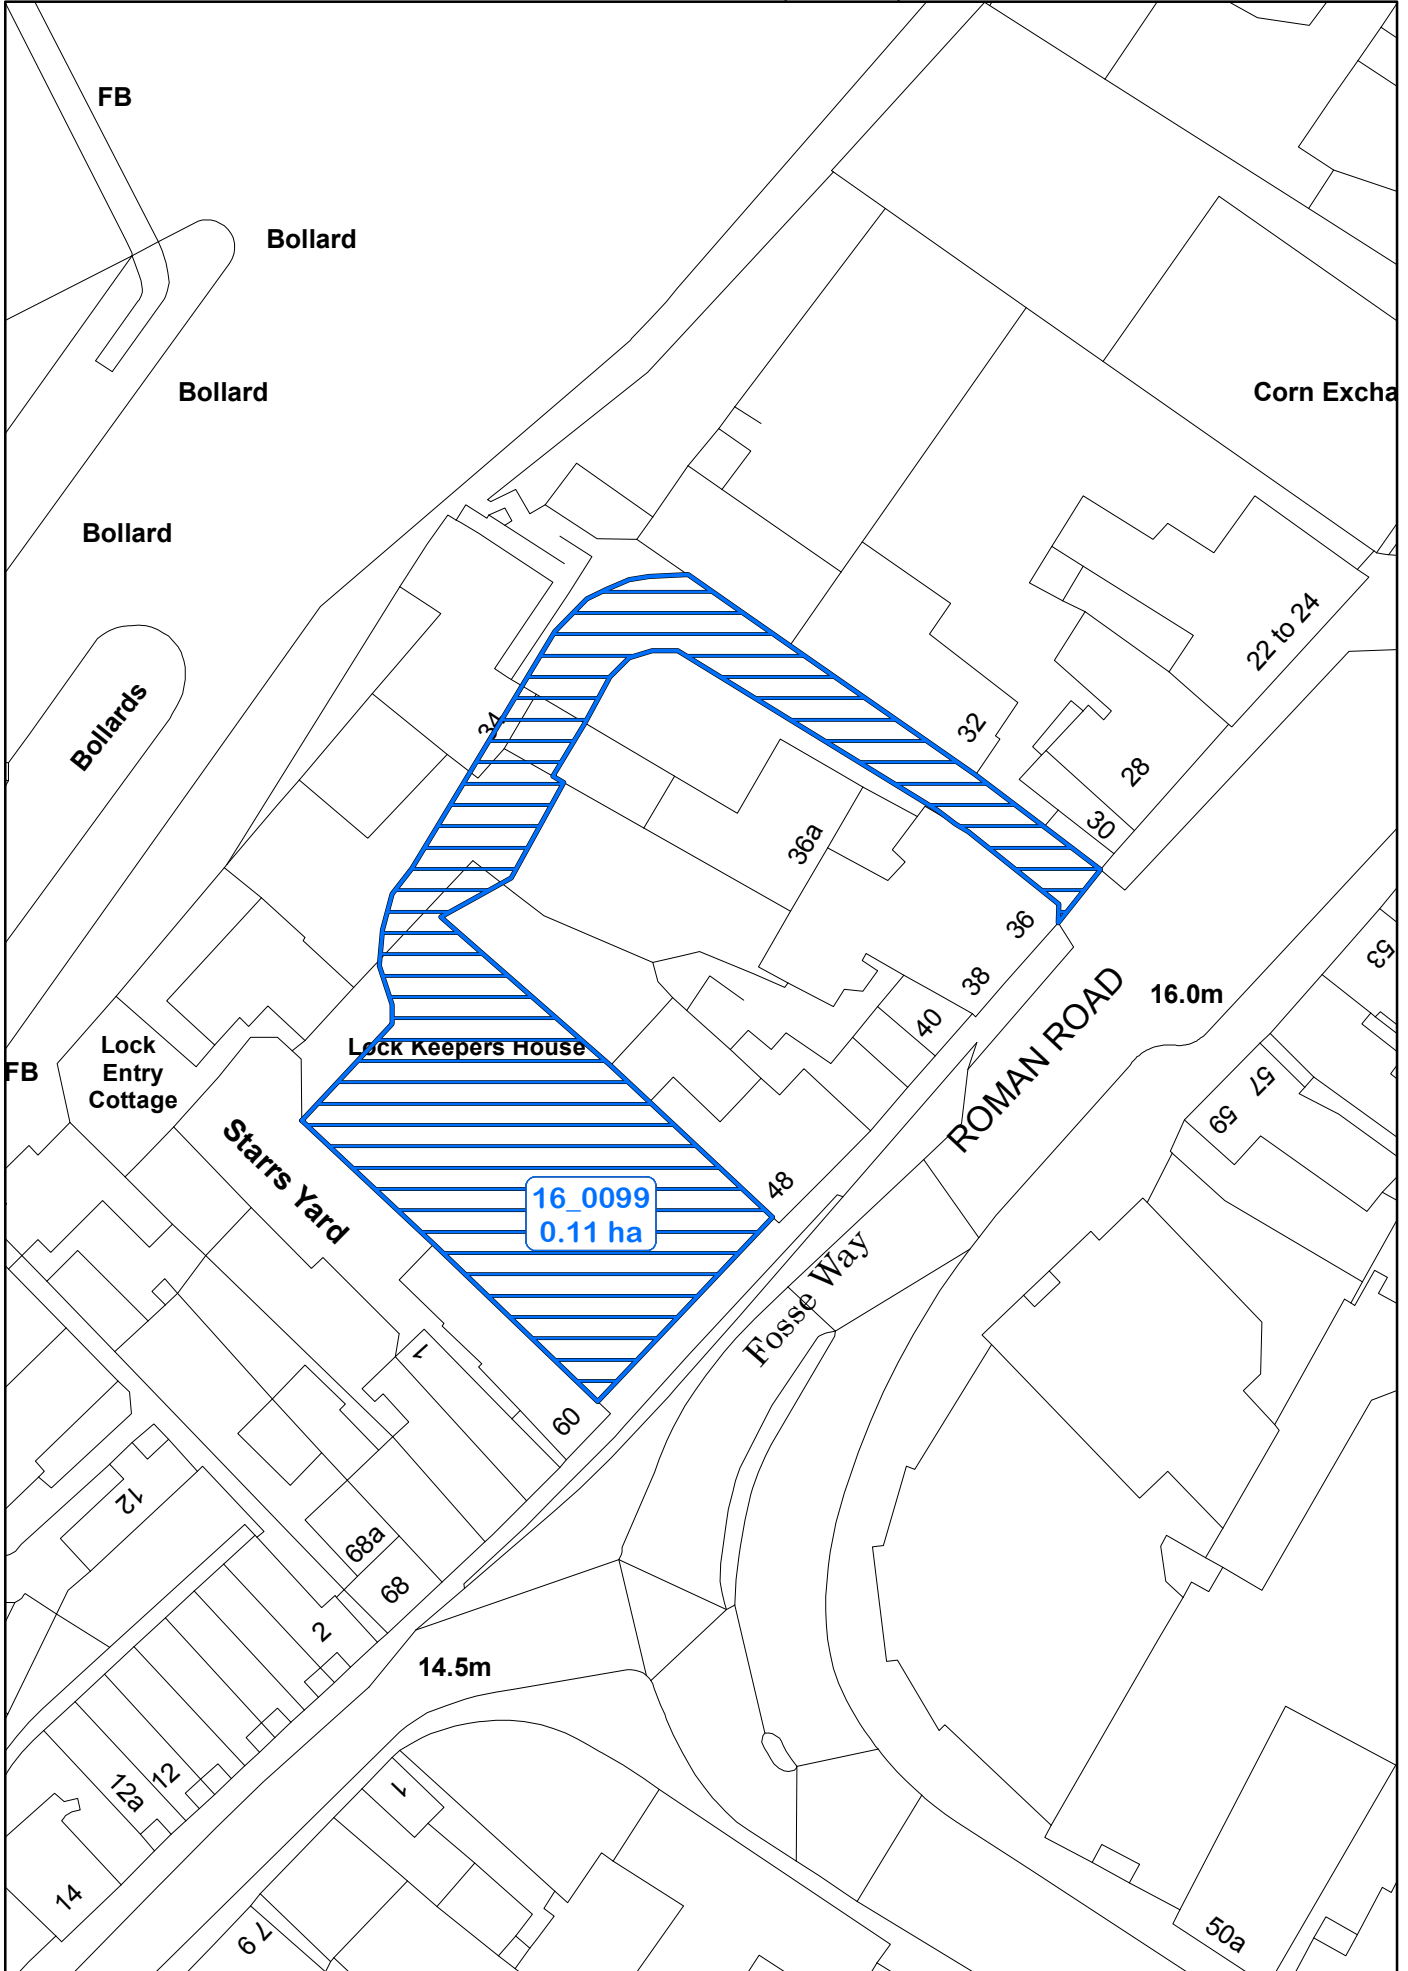 FB
Bollard
Bollard
Corn Excha
Bollard
22 to 24
Bollards
34
32
28
30
36a
36
53
38
16.0m
40
ROMAN ROAD
Lock Keepers House
Lock
Entry
Cottage
FB
57
59
Starrs Yard
48
16_0099
0.11 ha
Fosse Way
1
60
12
68a
68
2
14.5m
12
12a
1
14
79
50a